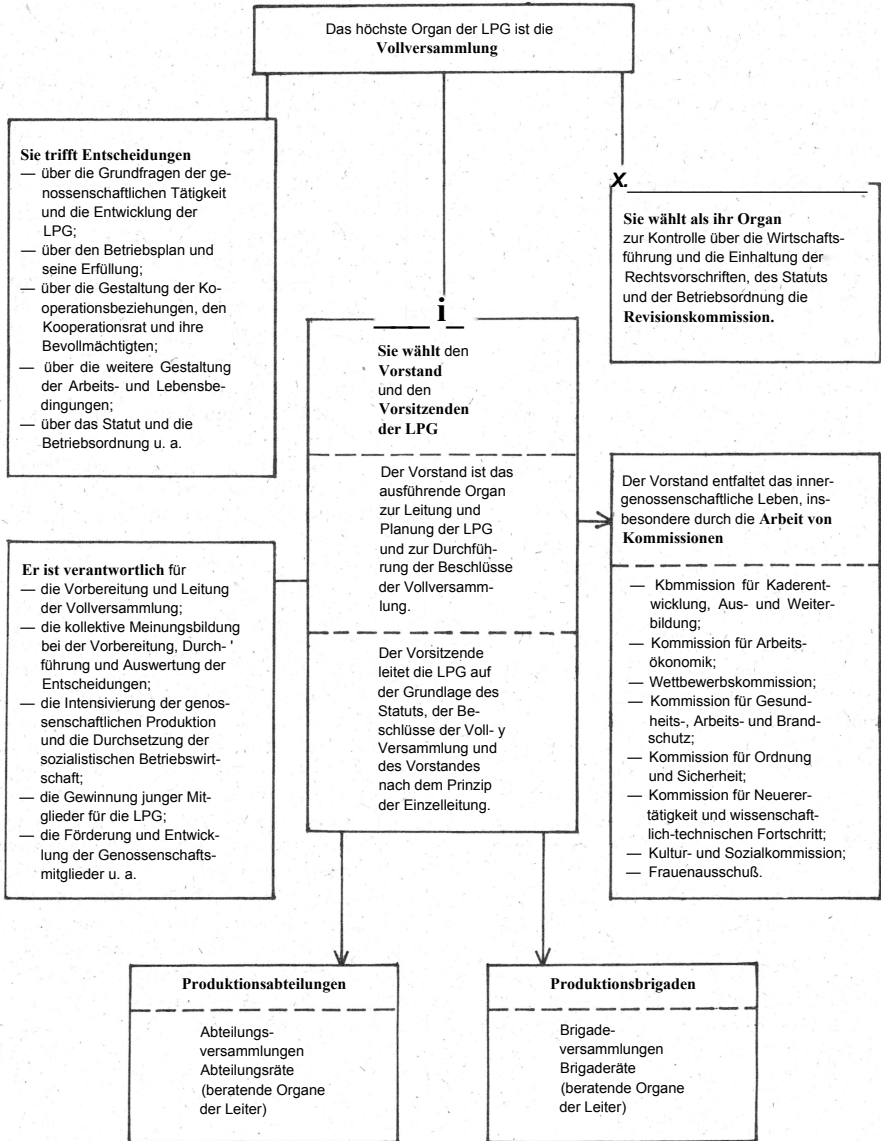 Das höchste Organ der LPG ist die
Vollversammlung
Sie trifft Entscheidungen
— über die Grundfragen der ge-
nossenschaftlichen Tätigkeit
und die Entwicklung der
LPG;
— über den Betriebsplan und
seine Erfüllung;
— über die Gestaltung der Ko-
operationsbeziehungen, den
Kooperationsrat und ihre
Bevollmächtigten;
— über die weitere Gestaltung
der Arbeits- und Lebensbe-
dingungen;
— über das Statut und die
Betriebsordnung u. a.
X.
Sie wählt als ihr Organ
zur Kontrolle über die Wirtschafts-
führung und die Einhaltung der
Rechtsvorschriften, des Statuts
und der Betriebsordnung die
Revisionskommission.
i
Sie wählt den
Vorstand
und den
Vorsitzenden
der LPG
Der Vorstand ist das
ausführende Organ
zur Leitung und
Planung der LPG
und zur Durchfüh-
rung der Beschlüsse
der Vollversamm-
lung.
Der Vorsitzende
leitet die LPG auf
der Grundlage des
Statuts, der Be-
schlüsse der Voll- y
Versammlung und
des Vorstandes
nach dem Prinzip
der Einzelleitung.
Er ist verantwortlich für
— die Vorbereitung und Leitung
der Vollversammlung;
— die kollektive Meinungsbildung
bei der Vorbereitung, Durch- '
führung und Auswertung der
Entscheidungen;
— die Intensivierung der genos-
senschaftlichen Produktion
und die Durchsetzung der
sozialistischen Betriebswirt-
schaft;
— die Gewinnung junger Mit-
glieder für die LPG;
— die Förderung und Entwick-
lung der Genossenschafts-
mitglieder u. a.
Der Vorstand entfaltet das inner-
genossenschaftliche Leben, ins-
besondere durch die Arbeit von
Kommissionen
— Kbmmission für Kaderent-
wicklung, Aus- und Weiter-
bildung;
— Kommission für Arbeits-
ökonomik;
— Wettbewerbskommission;
— Kommission für Gesund-
heits-, Arbeits- und Brand-
schutz;
— Kommission für Ordnung
und Sicherheit;
— Kommission für Neuerer-
tätigkeit und wissenschaft-
lich-technischen Fortschritt;
— Kultur- und Sozialkommission;
— Frauenausschuß.
Produktionsabteilungen
Abteilungs-
versammlungen
Abteilungsräte
(beratende Organe
der Leiter)
Produktionsbrigaden
Brigade-
versammlungen
Brigaderäte
(beratende Organe
der Leiter)